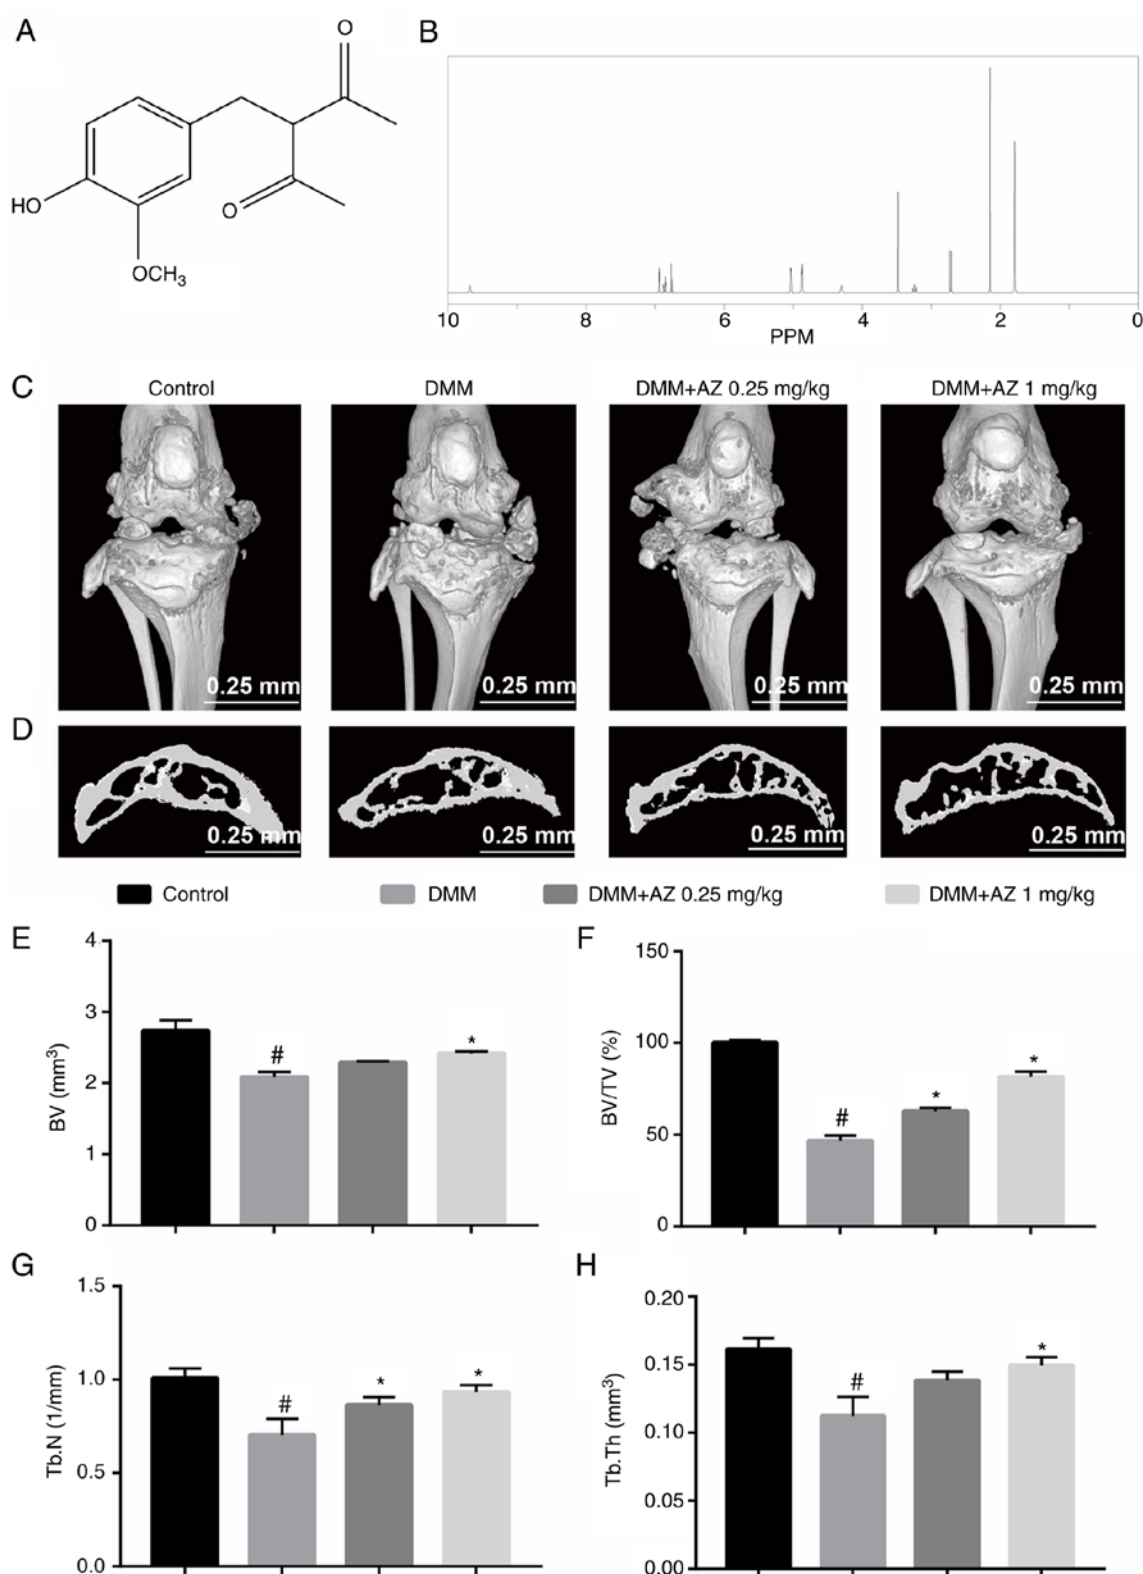 A
O
O
HO
OCH3
B
10 8 6 4 2 0
PPM
C
Control DMM DMM+AZ 0.25 mg/kg DMM+AZ 1 mg/kg
0.25 mm 0.25 mm 0.25 mm 0.25 mm
D
0.25 mm 0.25 mm 0.25 mm 0.25 mm
Control DMM DMM+AZ 0.25 mg/kg DMM+AZ 1 mg/kg
E
BV (mm3)
4
3
2
1
0
# *
F
BV/TV (%)
150
100
50
0
# * *
G
Tb.N (1/mm)
1.5
1.0
0.5
0.0
# * *
H
Tb.Th (mm3)
0.20
0.15
0.10
0.05
0.00
# *